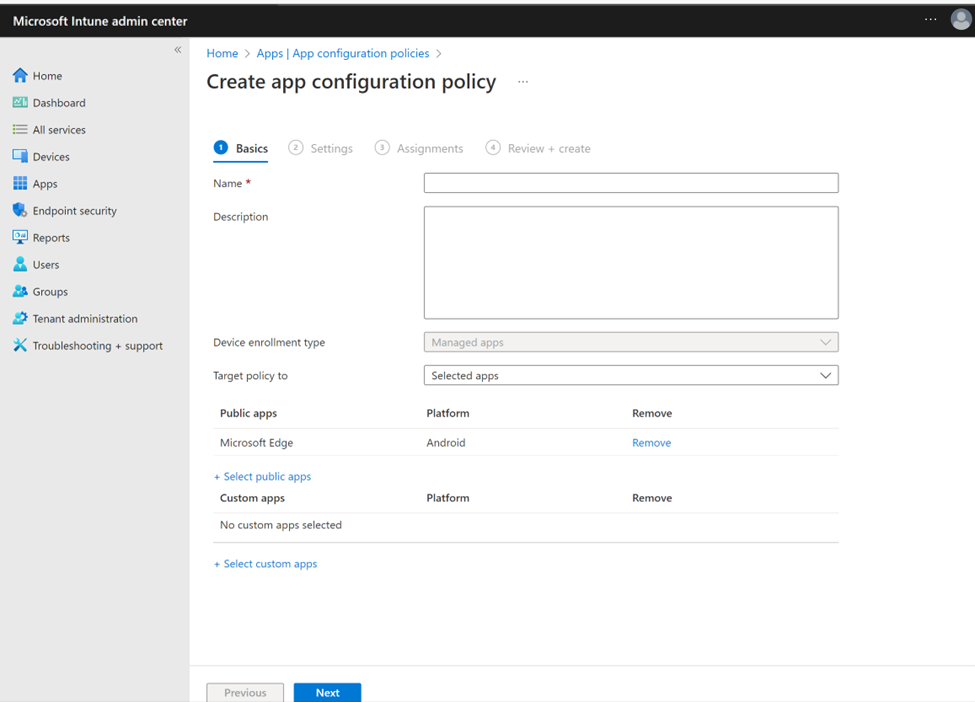 Microsoft Intune admin center
...
«
Home > Apps | App configuration policies >
Create app configuration policy ...
Home
Dashboard
All services
Devices
Apps
Endpoint security
Reports
Users
Groups
Tenant administration
Troubleshooting + support
1 Basics 2 Settings 3 Assignments 4 Review + create
Name *
Description
Device enrollment type Managed apps
Target policy to Selected apps
Public apps Platform Remove
Microsoft Edge Android Remove
+ Select public apps
Custom apps Platform Remove
No custom apps selected
+ Select custom apps
Previous Next